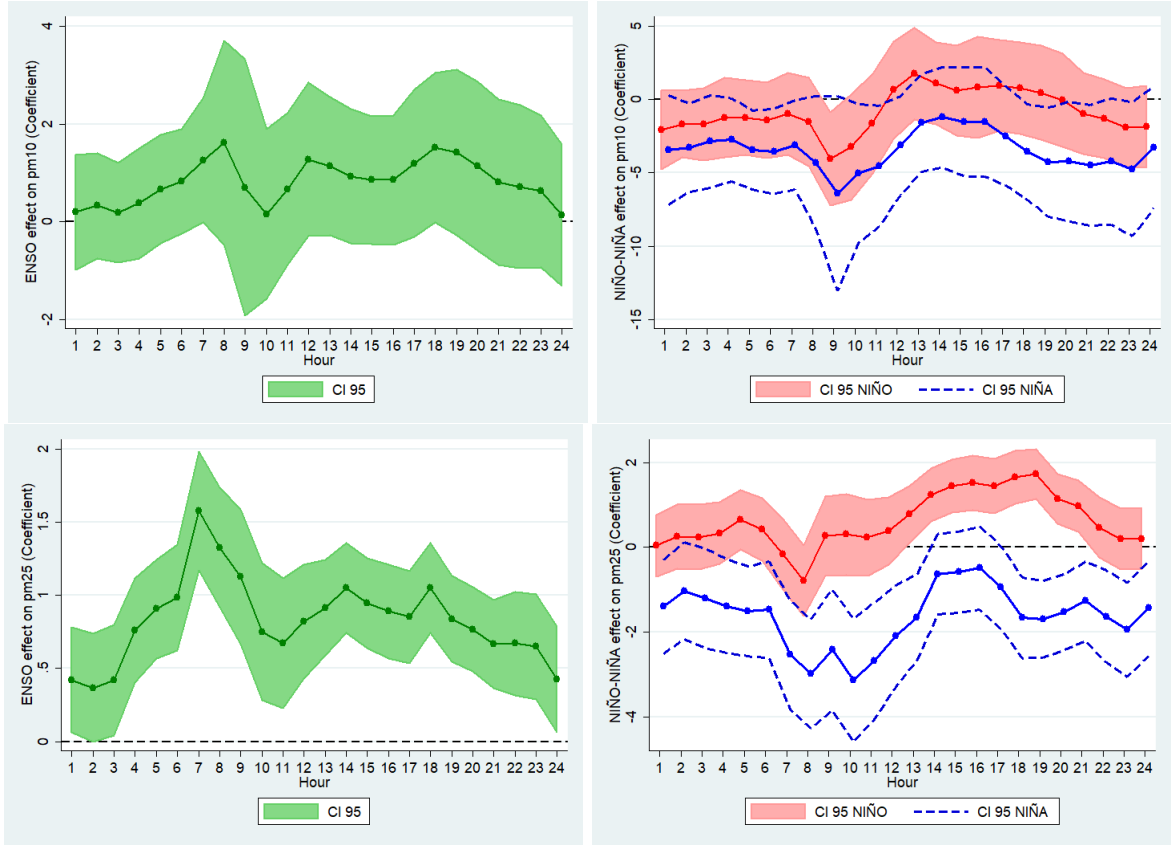 ENSO effect on pm10 (Coefficient)
4
2
0
-2
1 2 3 4 5 6 7 8 9 10 11 12 13 14 15 16 17 18 19 20 21 22 23 24
Hour
CI 95
NIÑO-NIÑA effect on pm10 (Coefficient)
5
0
-5
-10
-15
1 2 3 4 5 6 7 8 9 10 11 12 13 14 15 16 17 18 19 20 21 22 23 24
Hour
CI 95 NIÑO CI 95 NIÑA
ENSO effect on pm25 (Coefficient)
2
1.5
1
.5
0
1 2 3 4 5 6 7 8 9 10 11 12 13 14 15 16 17 18 19 20 21 22 23 24
Hour
CI 95
NIÑO-NIÑA effect on pm25 (Coefficient)
2
0
-2
-4
1 2 3 4 5 6 7 8 9 10 11 12 13 14 15 16 17 18 19 20 21 22 23 24
Hour
CI 95 NIÑO CI 95 NIÑA